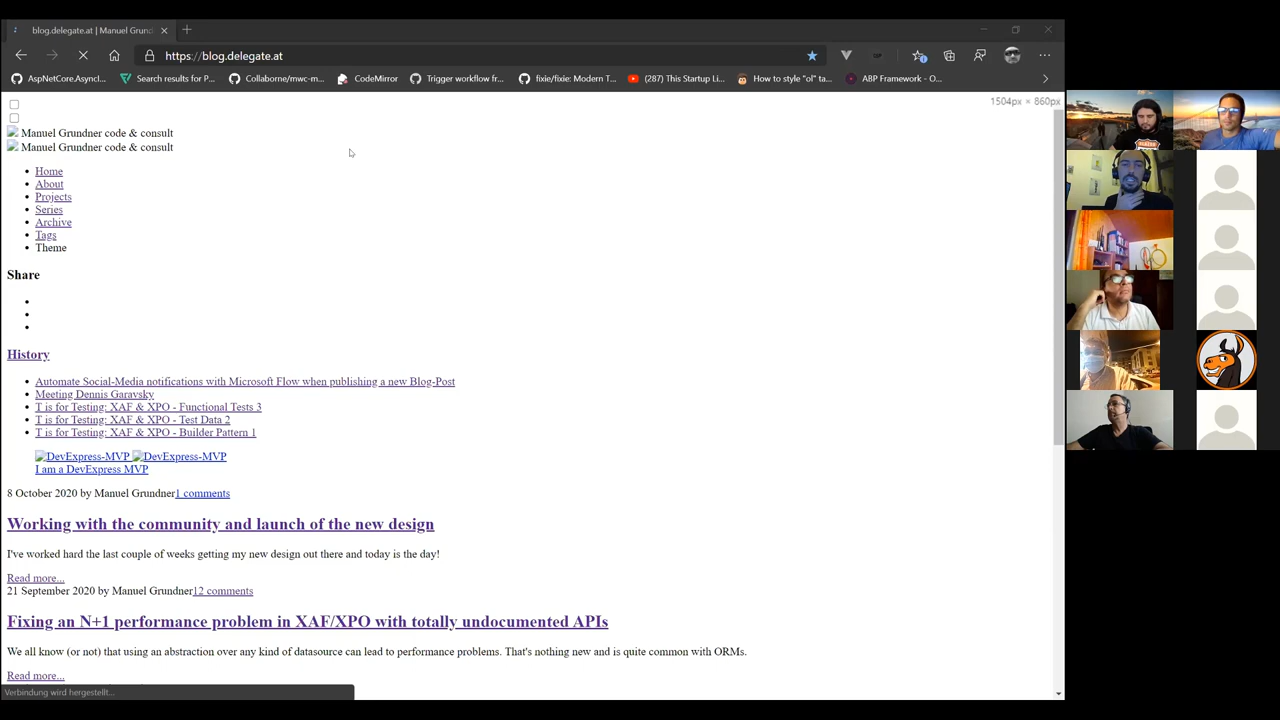 blog.delegate.at | Manuel Grund
https://blog.delegate.at
AspNetCore.AsyncI...
Search results for P...
Collaborne/mwc-m...
CodeMirror
Trigger workflow fr...
fixie/fixie: Modern T...
(287) This Startup Li...
How to style "ol" ta...
ABP Framework - O...
1504px × 860px
Manuel Grundner code & consult
Manuel Grundner code & consult
Home
About
Projects
Series
Archive
Tags
Theme
Share
History
Automate Social-Media notifications with Microsoft Flow when publishing a new Blog-Post
Meeting Dennis Garavsky
T is for Testing: XAF & XPO - Functional Tests 3
T is for Testing: XAF & XPO - Test Data 2
T is for Testing: XAF & XPO - Builder Pattern 1
DevExpress-MVP DevExpress-MVP
I am a DevExpress MVP
8 October 2020 by Manuel Grundner1 comments
Working with the community and launch of the new design
I've worked hard the last couple of weeks getting my new design out there and today is the day!
Read more...
21 September 2020 by Manuel Grundner12 comments
Fixing an N+1 performance problem in XAF/XPO with totally undocumented APIs
We all know (or not) that using an abstraction over any kind of datasource can lead to performance problems. That's nothing new and is quite common with ORMs.
Read more...
Verbindung wird hergestellt...